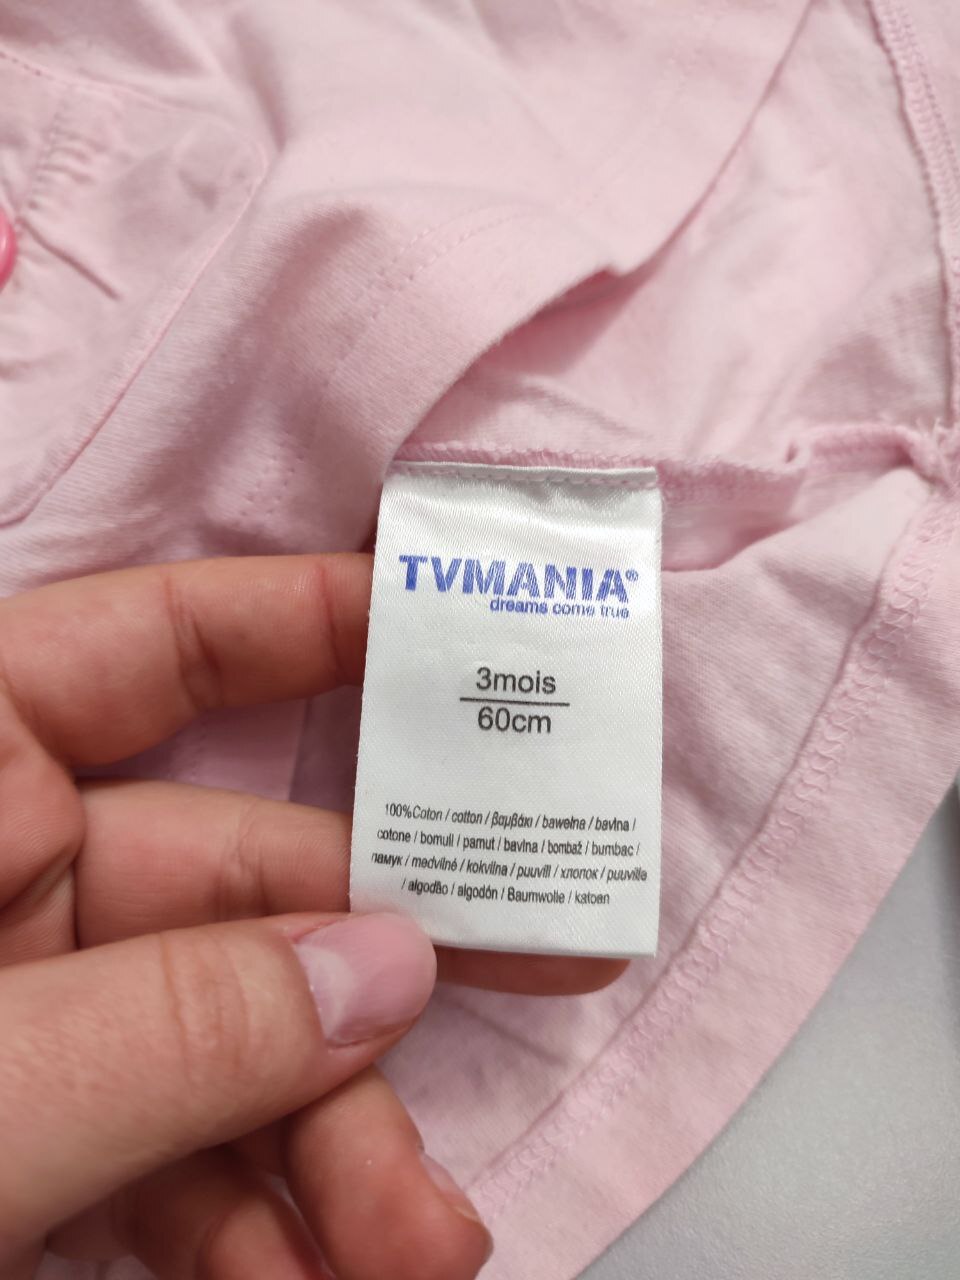 TVMANIA®
dreams come true
3mois
60cm
100%Coton / cotton / βαμβάκι / bawełna / bavlna /
cotone / bomull / pamut / bavlna / bombaž / bumbac /
памук / medvilnė / kokvilna / puuvill / хлопок / puuvilla
/ algodão / algodón / Baumwolle / katoen